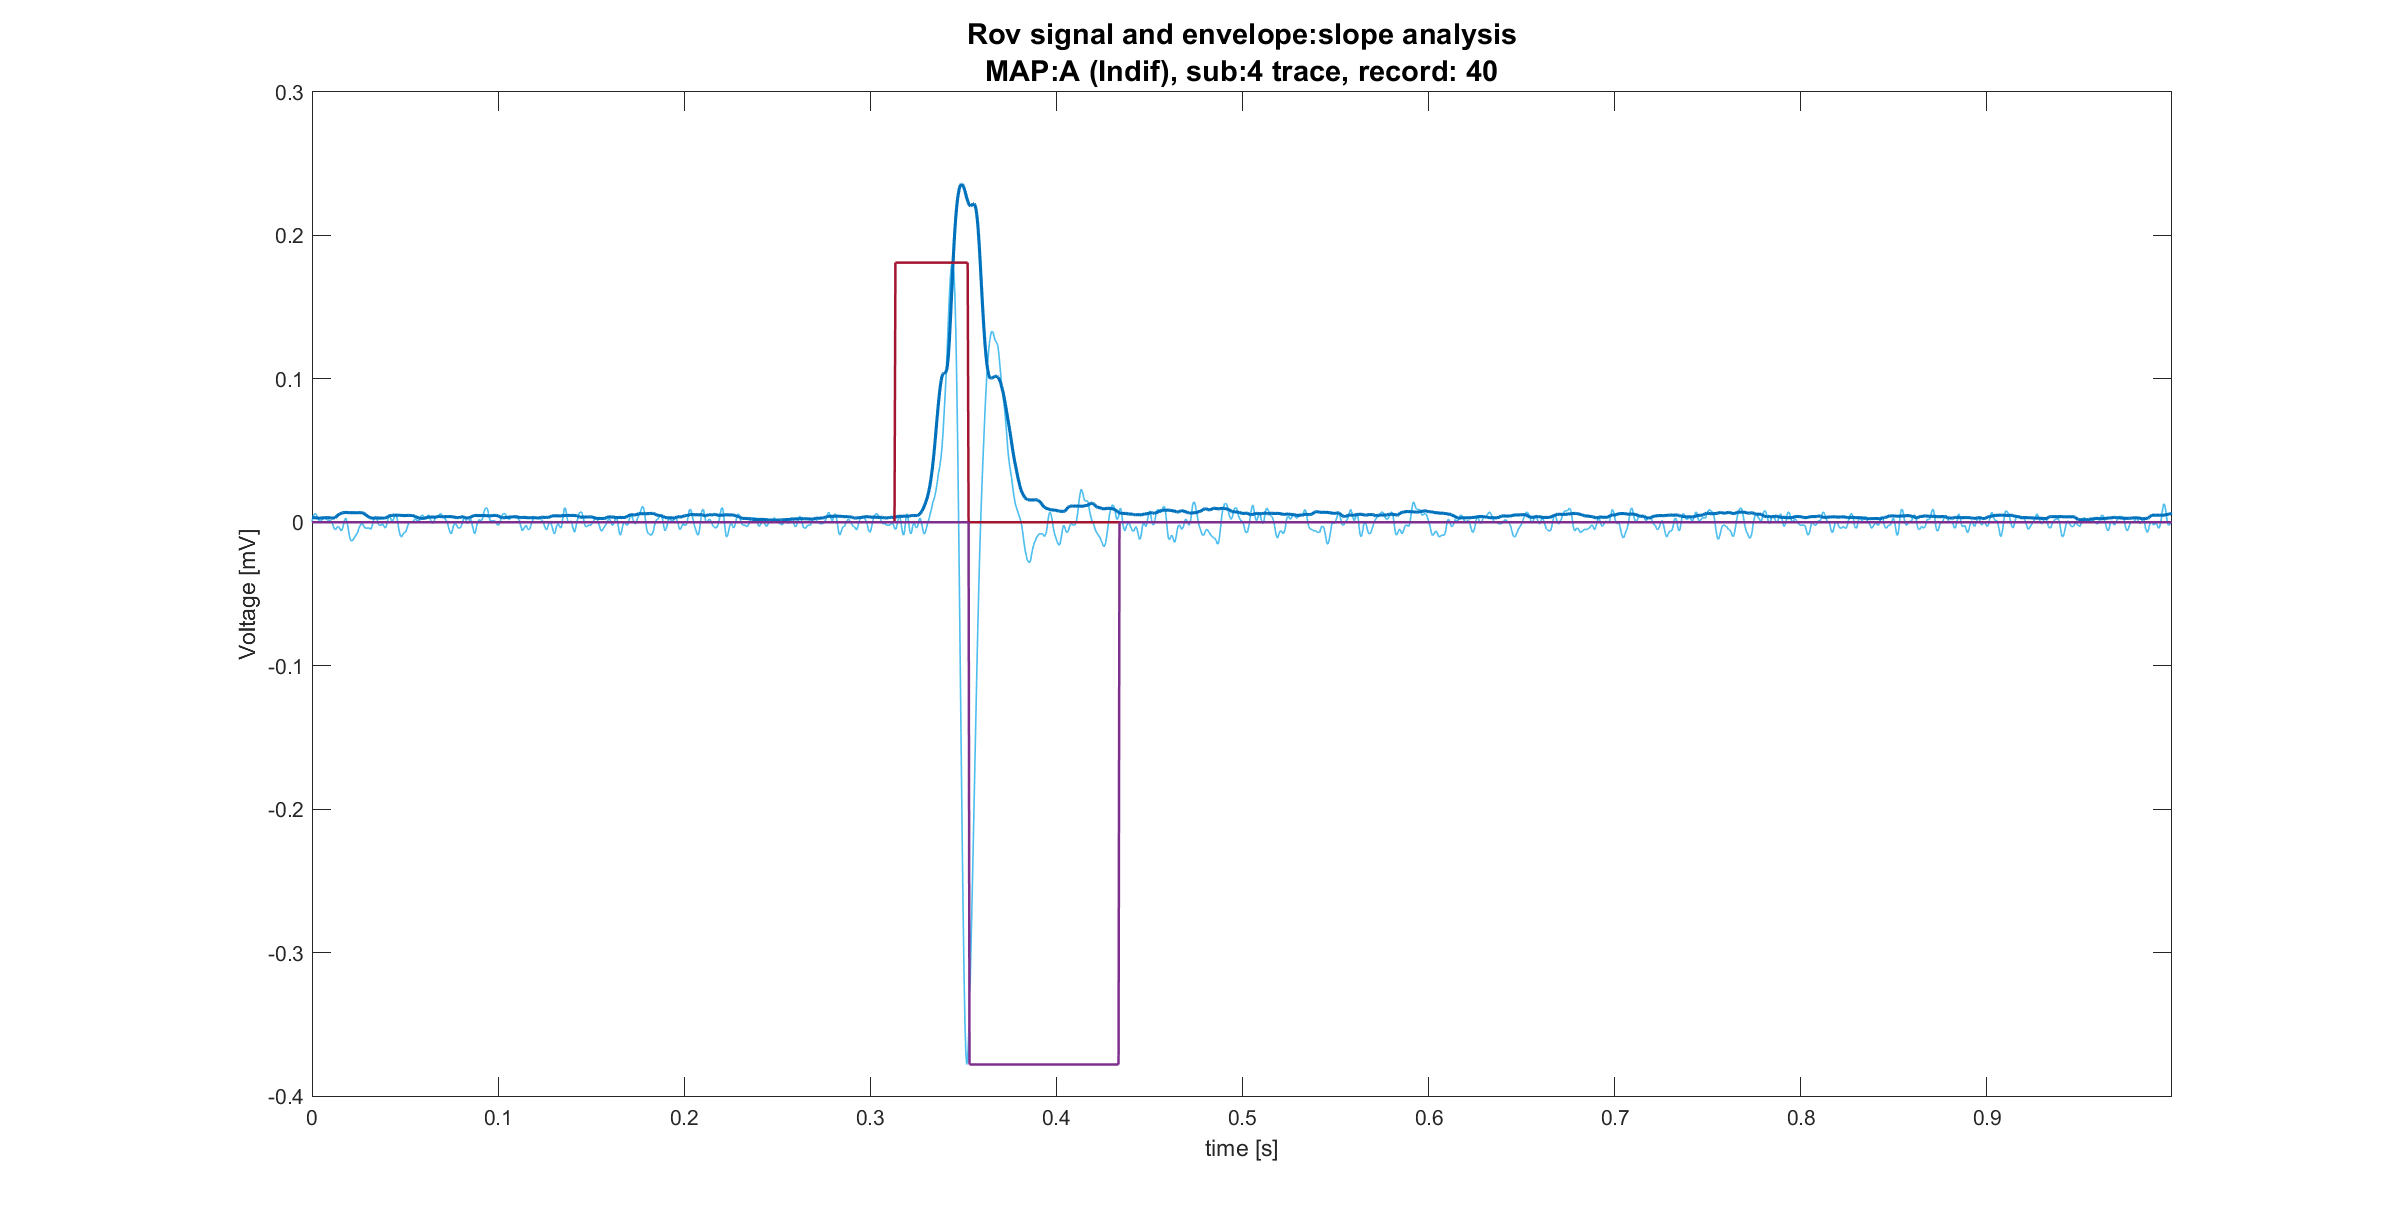 Rov signal and envelope:slope analysis
MAP:A (Indif), sub:4 trace, record: 40
0.3
0.2
0.1
0
-0.1
-0.2
-0.3
-0.4
Voltage [mV]
0 0.1 0.2 0.3 0.4 0.5 0.6 0.7 0.8 0.9
time [s]